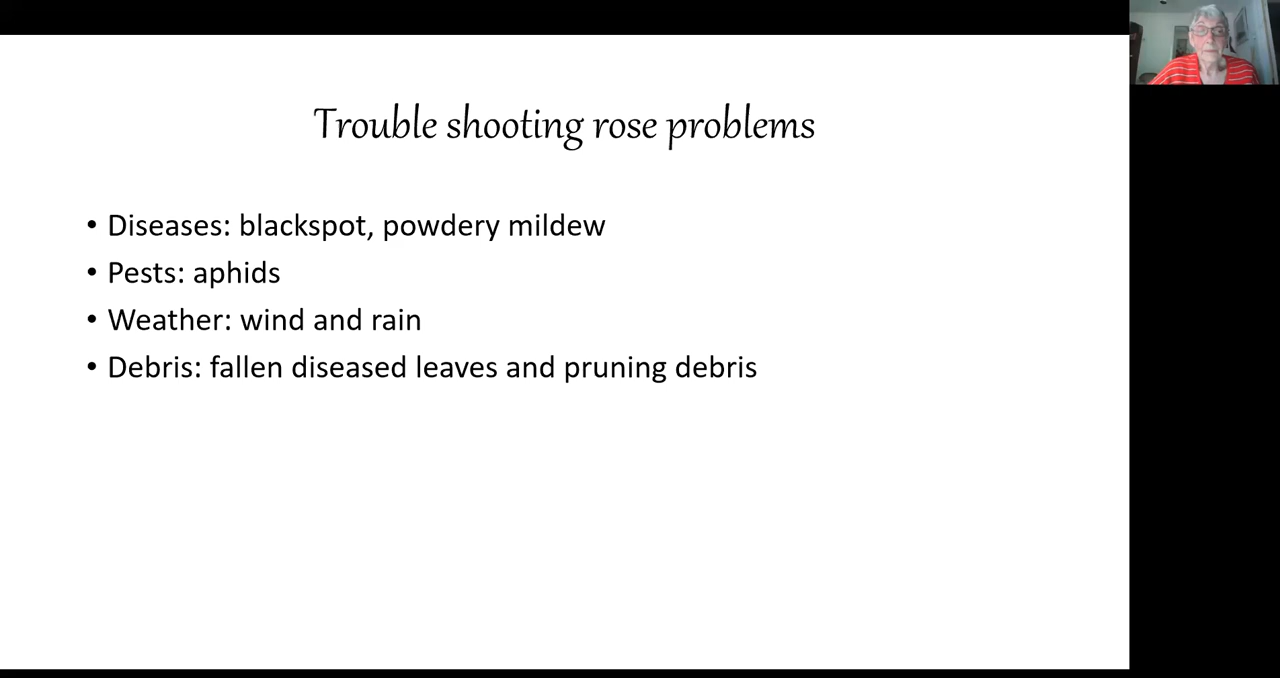 Trouble shooting rose problems
• Diseases: blackspot, powdery mildew
• Pests: aphids
• Weather: wind and rain
• Debris: fallen diseased leaves and pruning debris